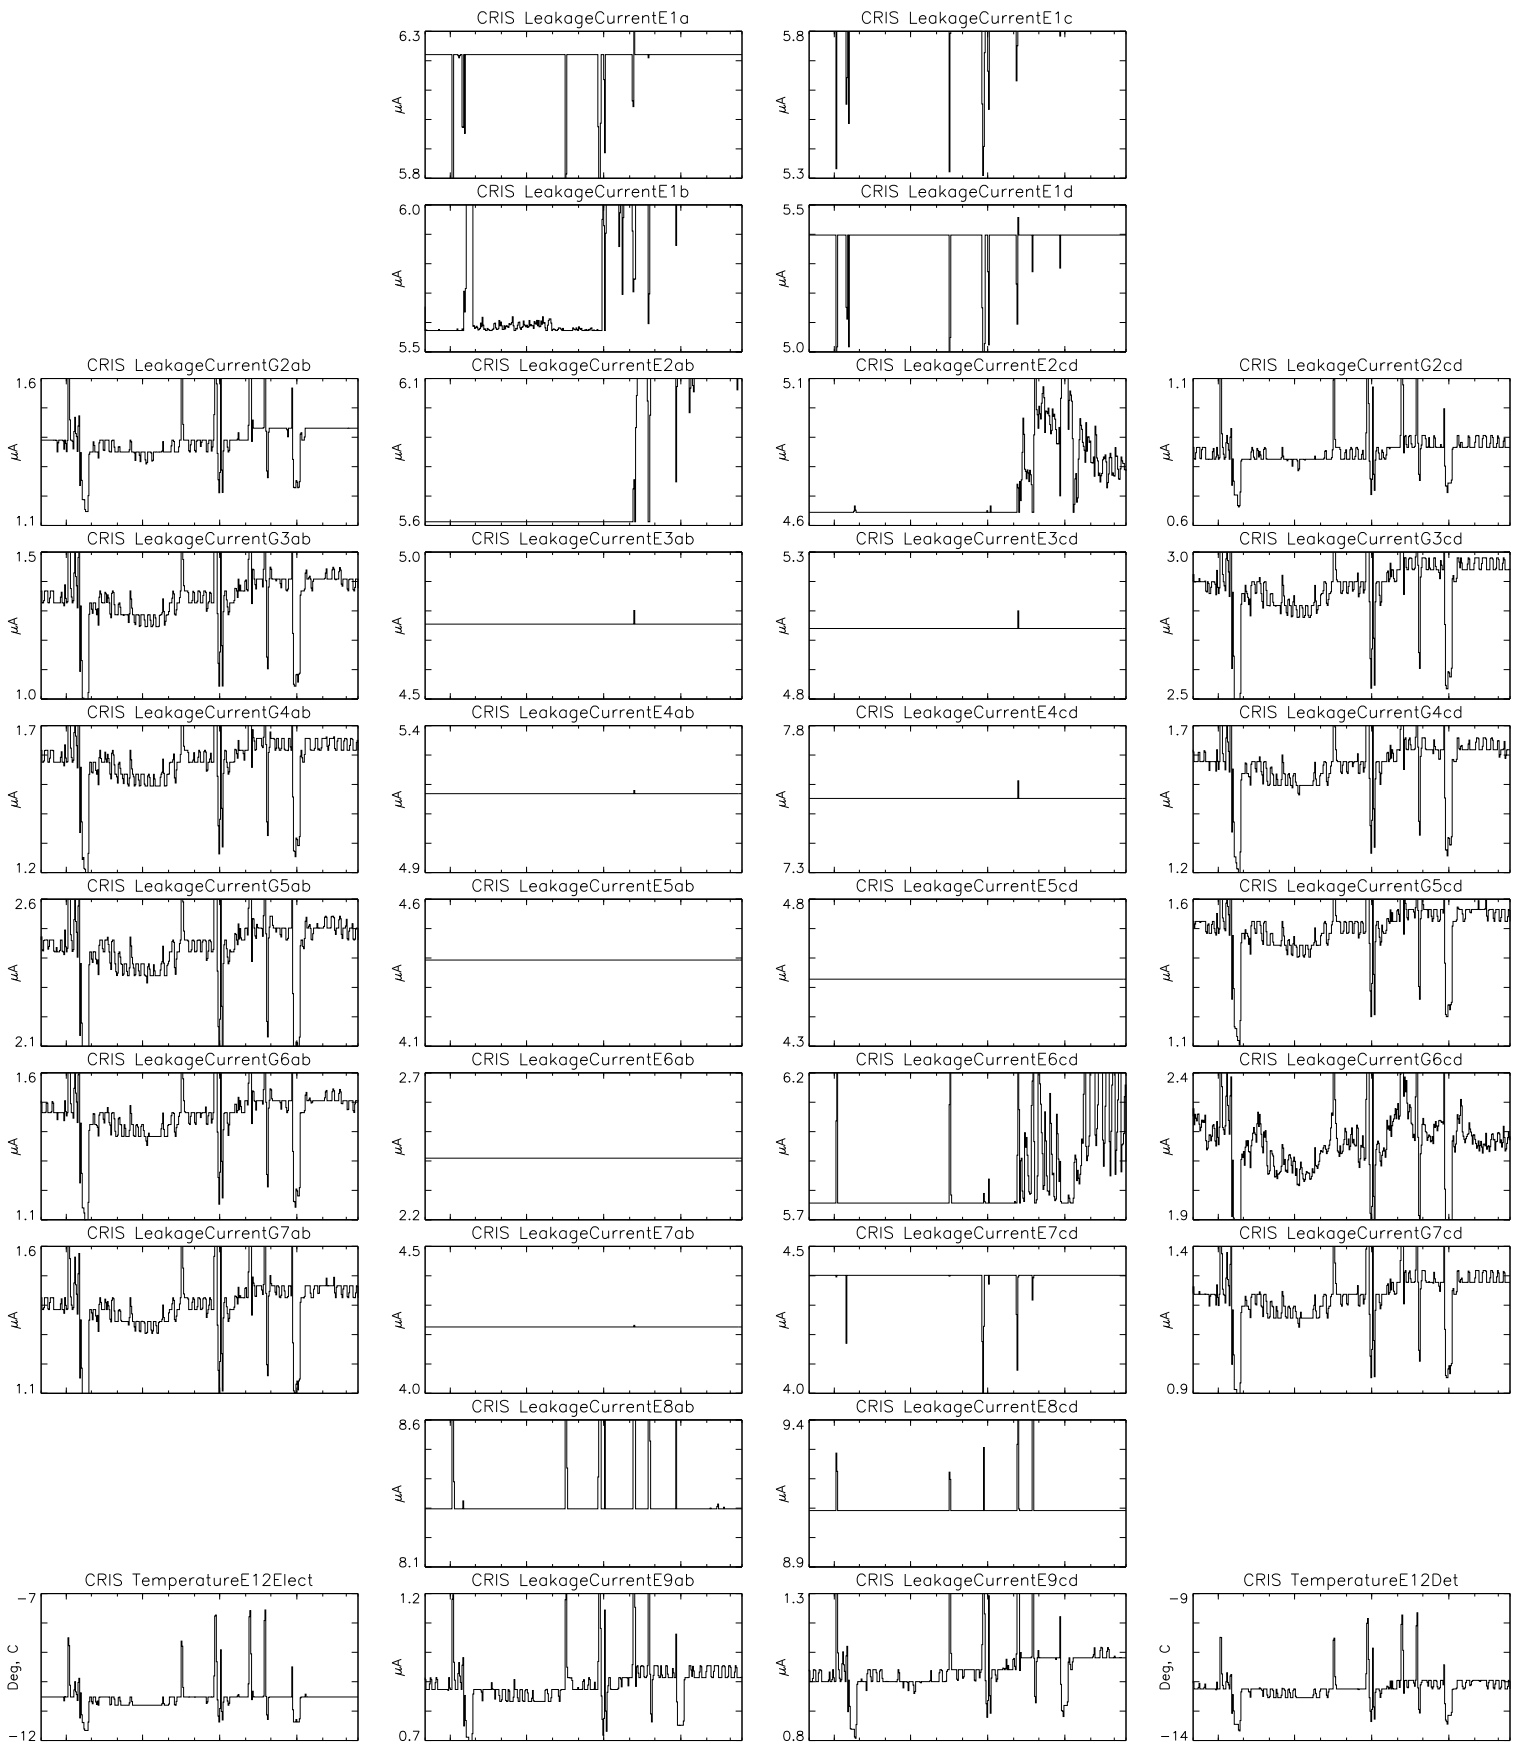 CRIS LeakageCurrentE1a
6.3
μA
5.8
CRIS LeakageCurrentE1c
5.8
μA
5.3
CRIS LeakageCurrentE1b
6.0
μA
5.5
CRIS LeakageCurrentE1d
5.5
μA
5.0
CRIS LeakageCurrentG2ab
1.6
μA
1.1
CRIS LeakageCurrentE2ab
6.1
μA
5.6
CRIS LeakageCurrentE2cd
5.1
μA
4.6
CRIS LeakageCurrentG2cd
1.1
μA
0.6
CRIS LeakageCurrentG3ab
1.5
μA
1.0
CRIS LeakageCurrentE3ab
5.0
μA
4.5
CRIS LeakageCurrentE3cd
5.3
μA
4.8
CRIS LeakageCurrentG3cd
3.0
μA
2.5
CRIS LeakageCurrentG4ab
1.7
μA
1.2
CRIS LeakageCurrentE4ab
5.4
μA
4.9
CRIS LeakageCurrentE4cd
7.8
μA
7.3
CRIS LeakageCurrentG4cd
1.7
μA
1.2
CRIS LeakageCurrentG5ab
2.6
μA
2.1
CRIS LeakageCurrentE5ab
4.6
μA
4.1
CRIS LeakageCurrentE5cd
4.8
μA
4.3
CRIS LeakageCurrentG5cd
1.6
μA
1.1
CRIS LeakageCurrentG6ab
1.6
μA
1.1
CRIS LeakageCurrentE6ab
2.7
μA
2.2
CRIS LeakageCurrentE6cd
6.2
μA
5.7
CRIS LeakageCurrentG6cd
2.4
μA
1.9
CRIS LeakageCurrentG7ab
1.6
μA
1.1
CRIS LeakageCurrentE7ab
4.5
μA
4.0
CRIS LeakageCurrentE7cd
4.5
μA
4.0
CRIS LeakageCurrentG7cd
1.4
μA
0.9
CRIS LeakageCurrentE8ab
8.6
μA
8.1
CRIS LeakageCurrentE8cd
9.4
μA
8.9
CRIS TemperatureE12Elect
-7
Deg, C
-12
CRIS LeakageCurrentE9ab
1.2
μA
0.7
CRIS LeakageCurrentE9cd
1.3
μA
0.8
CRIS TemperatureE12Det
-9
Deg, C
-14